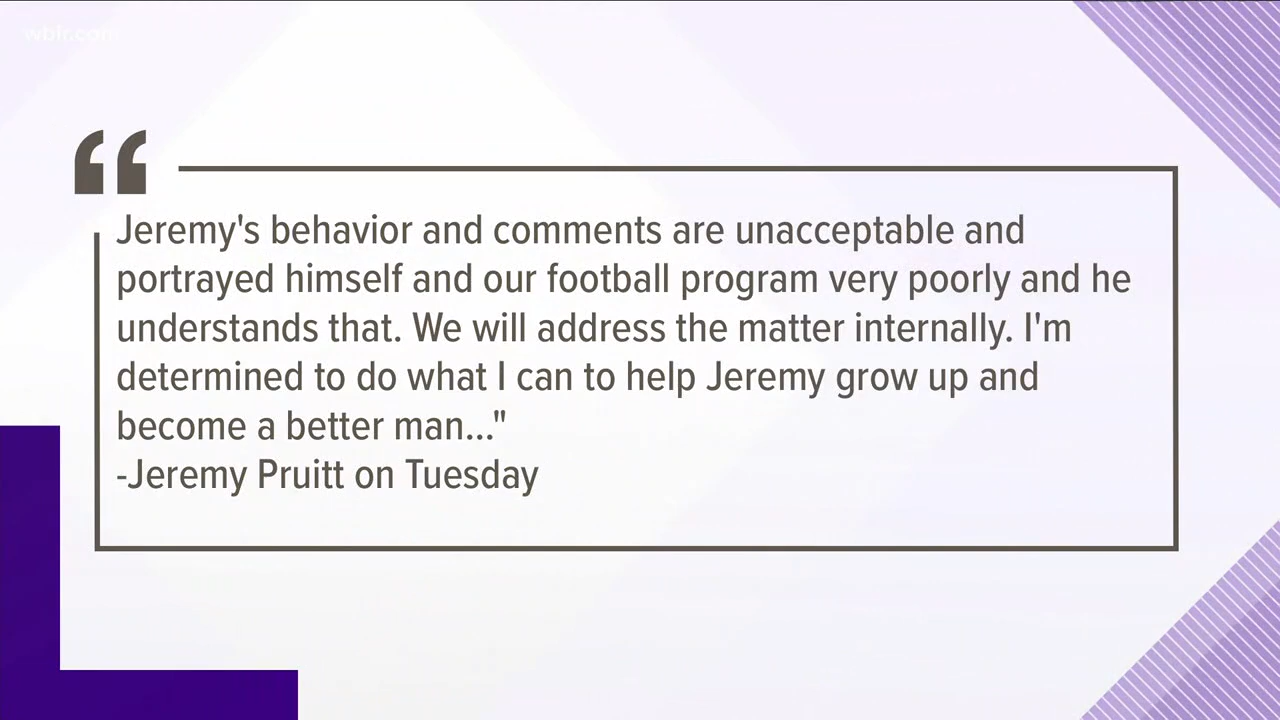 wbir.com
“
Jeremy's behavior and comments are unacceptable and
portrayed himself and our football program very poorly and he
understands that. We will address the matter internally. I'm
determined to do what I can to help Jeremy grow up and
become a better man..."
-Jeremy Pruitt on Tuesday